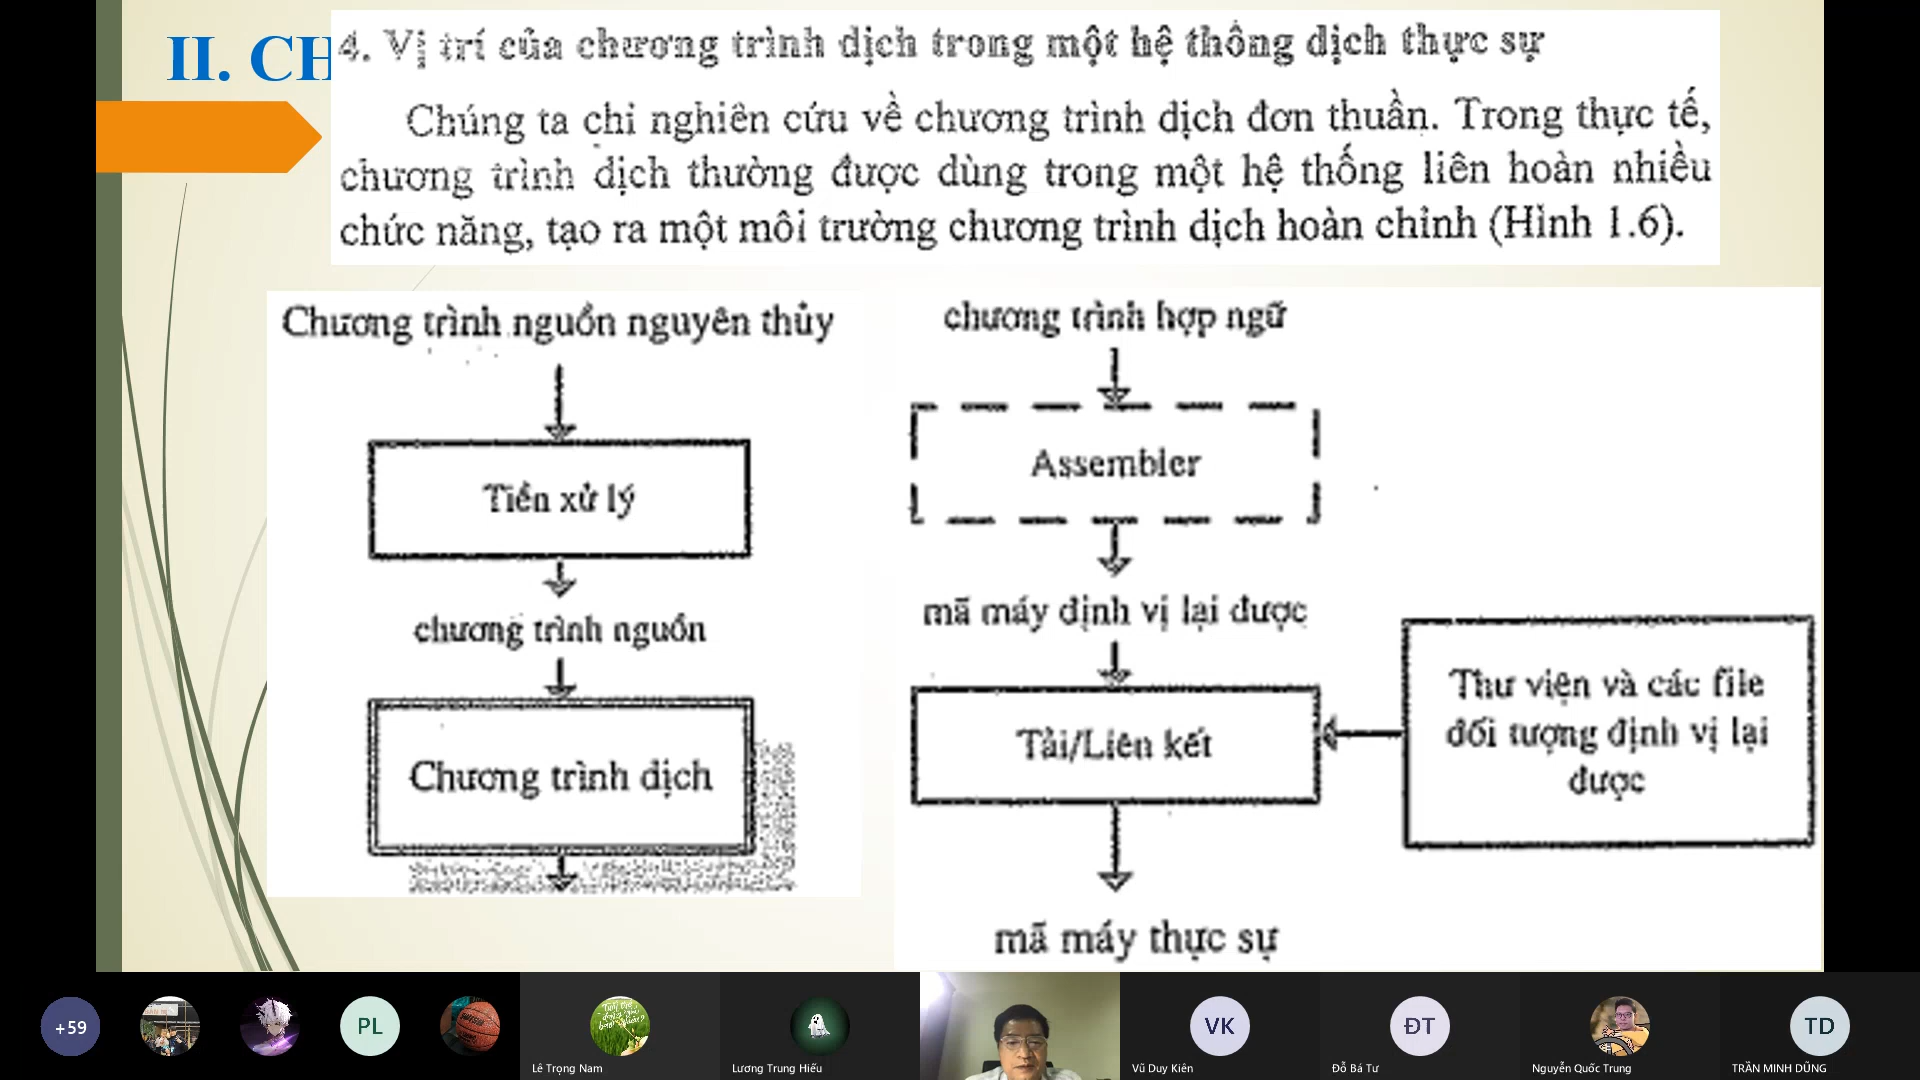 II. CH
4. Vị trí của chương trình dịch trong một hệ thống dịch thực sự
Chúng ta chỉ nghiên cứu về chương trình dịch đơn thuần. Trong thực tế,
chương trình dịch thường được dùng trong một hệ thống liên hoàn nhiều
chức năng, tạo ra một môi trường chương trình dịch hoàn chỉnh (Hình 1.6).
Chương trình nguồn nguyên thủy
Tiền xử lý
chương trình nguồn
Chương trình dịch
chương trình hợp ngữ
Assembler
mã máy định vị lại được
Tải/Liên kết
Thư viện và các file
đối tượng định vị lại
được
mã máy thực sự
+59
PL
VK
ĐT
TD
Lê Trọng Nam
Lương Trung Hiếu
Vũ Duy Kiên
Đỗ Bá Tư
Nguyễn Quốc Trung
TRẦN MINH DŨNG